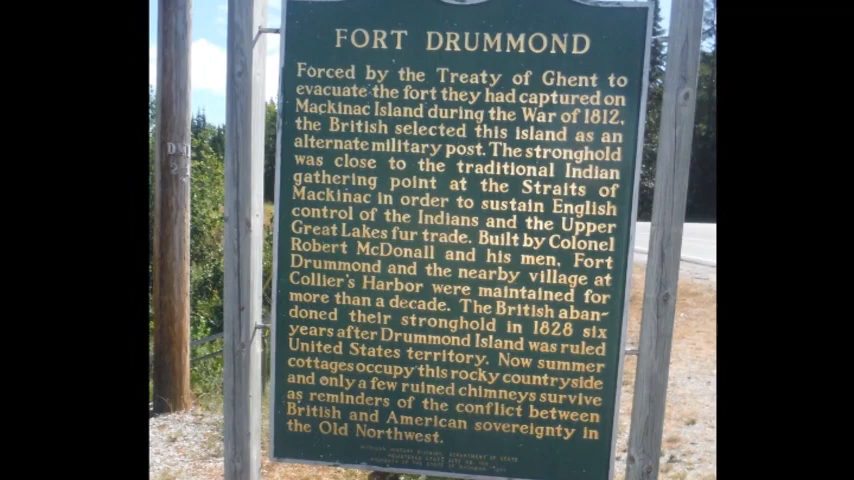 FORT DRUMMOND
Forced by the Treaty of Ghent to
evacuate the fort they had captured on
Mackinac Island during the War of 1812,
the British selected this island as an
alternate military post. The stronghold
was close to the traditional Indian
gathering point at the Straits of
Mackinac in order to sustain English
control of the Indians and the Upper
Great Lakes fur trade. Built by Colonel
Robert McDonall and his men, Fort
Drummond and the nearby village at
Collier's Harbor were maintained for
more than a decade. The British aban-
doned their stronghold in 1828 six
years after Drummond Island was ruled
United States territory. Now summer
cottages occupy this rocky countryside
and only a few ruined chimneys survive
as reminders of the conflict between
British and American sovereignty in
the Old Northwest.
MICHIGAN HISTORY DIVISION, DEPARTMENT OF STATE